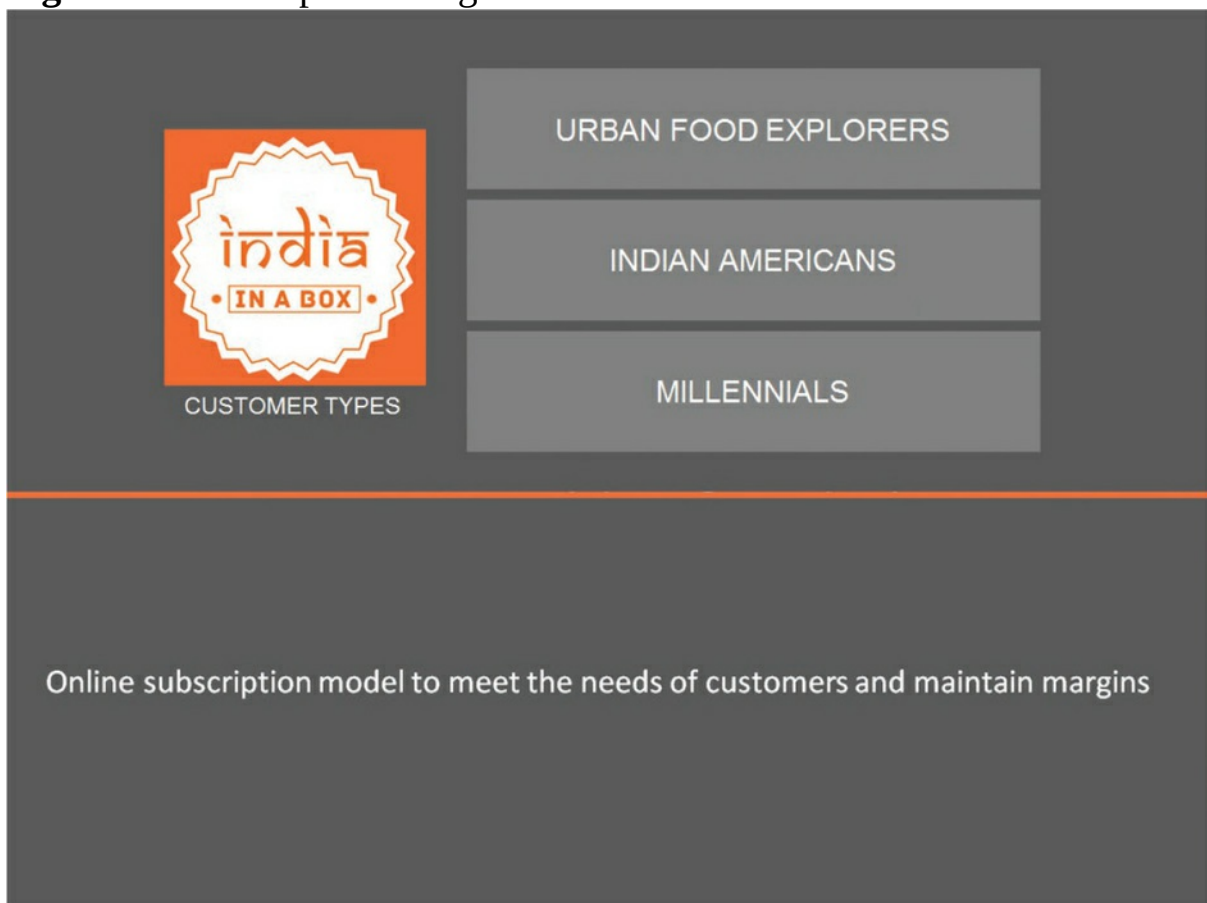 india
• IN A BOX •
CUSTOMER TYPES
URBAN FOOD EXPLORERS
INDIAN AMERICANS
MILLENNIALS
Online subscription model to meet the needs of customers and maintain margins